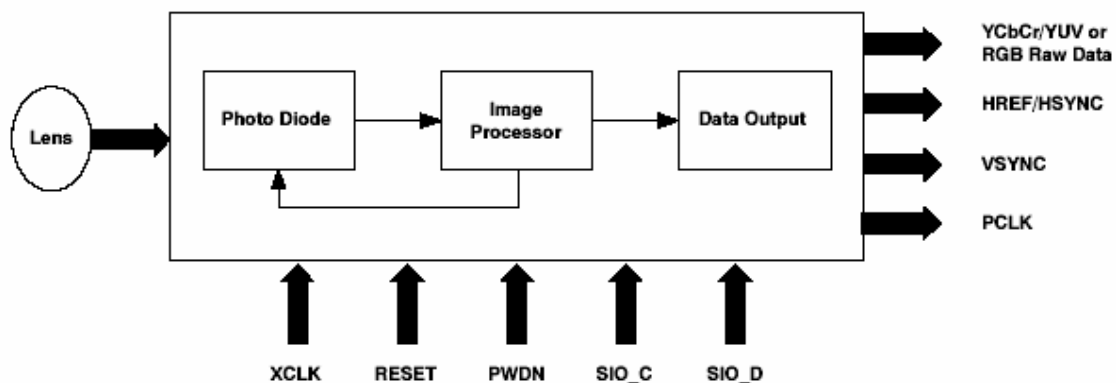 YCbCr/YUV or
RGB Raw Data
Lens
Photo Diode
Image
Processor
Data Output
HREF/HSYNC
VSYNC
PCLK
XCLK
RESET
PWDN
SIO_C
SIO_D